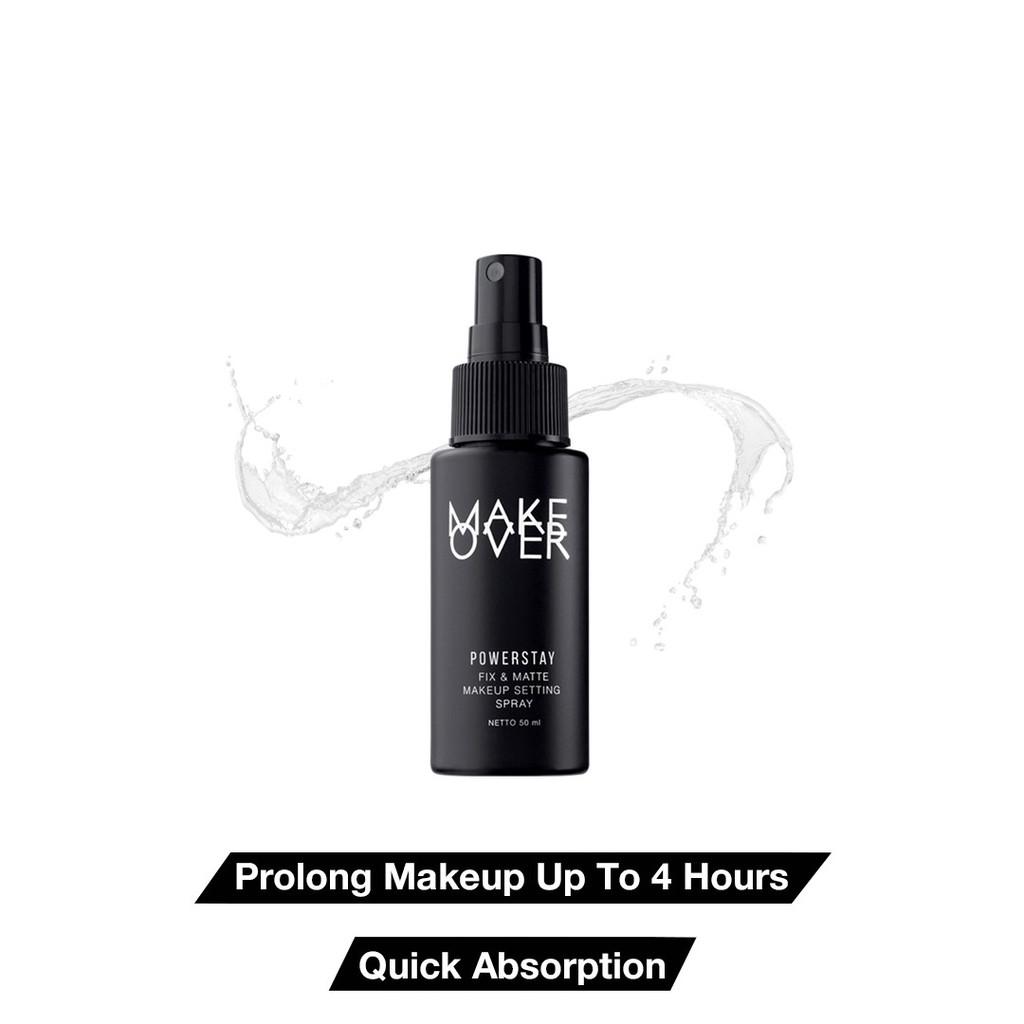 MAKE
OVER
POWERSTAY
FIX & MATTE
MAKEUP SETTING
SPRAY
NETTO 50 ml
Prolong Makeup Up To 4 Hours
Quick Absorption